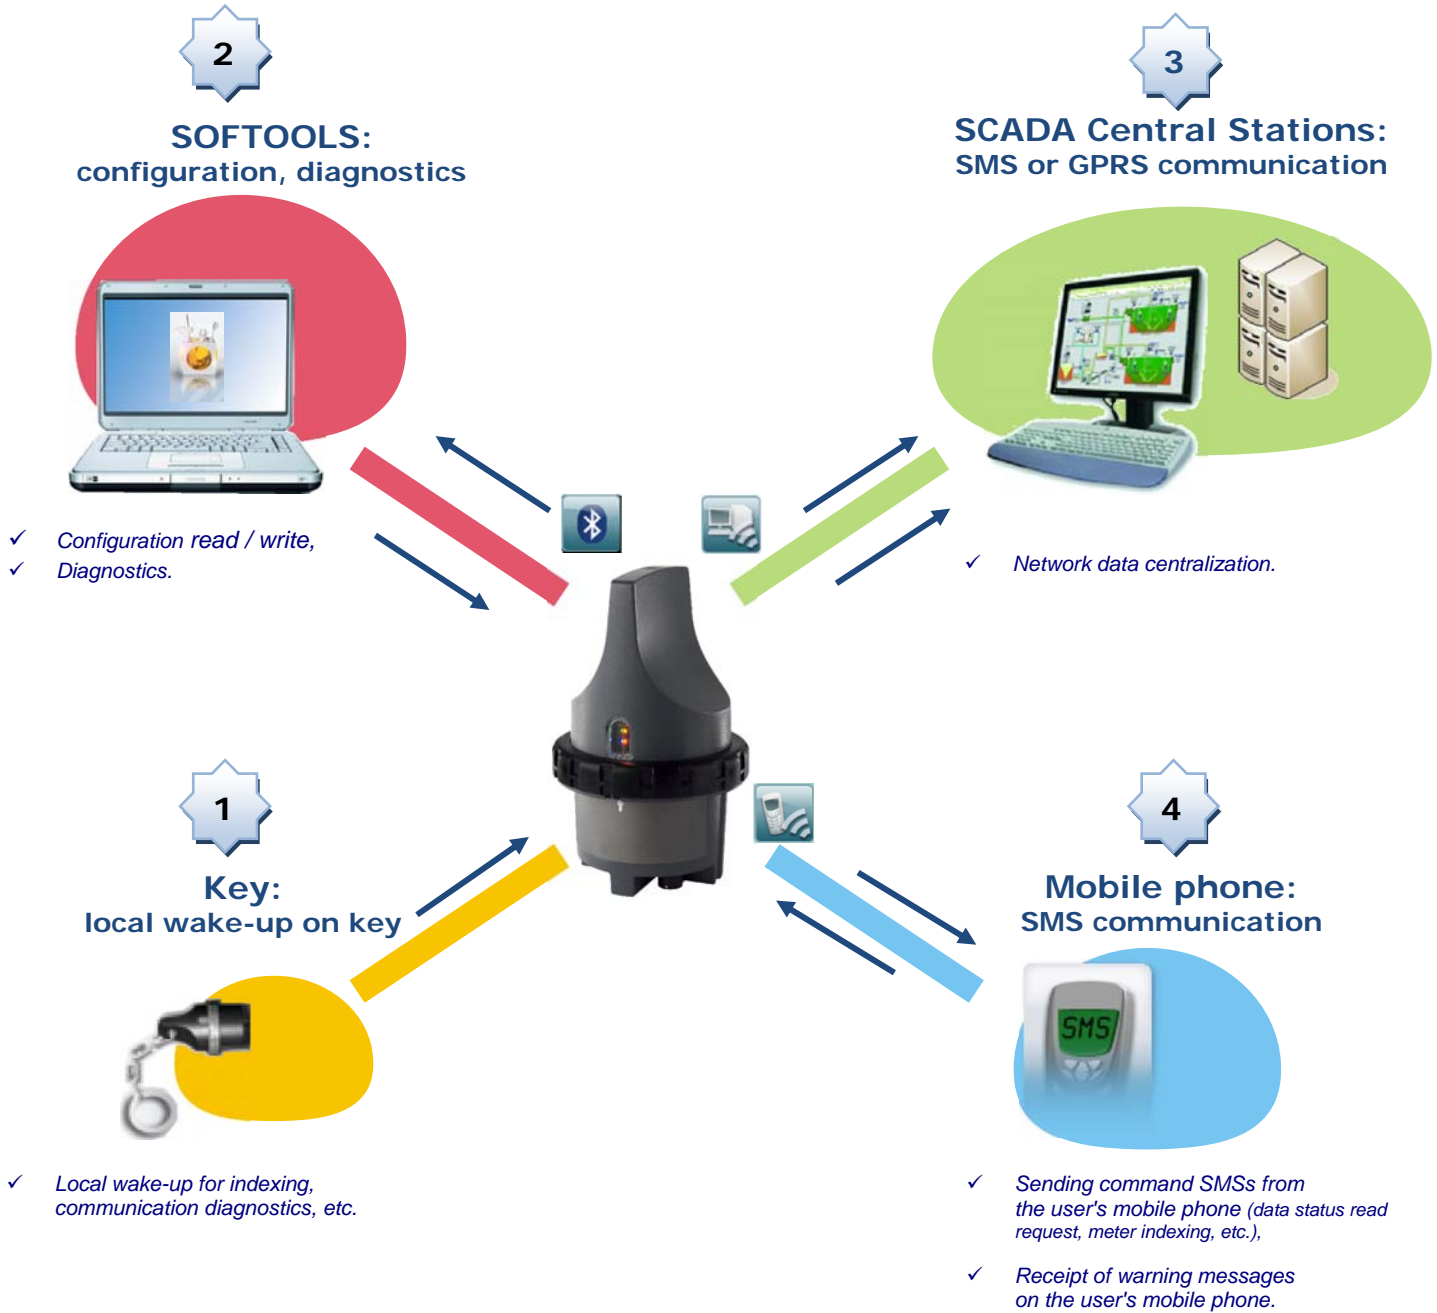 2
SOFTOOLS:
configuration, diagnostics
✓ Configuration read / write,
✓ Diagnostics.
3
SCADA Central Stations:
SMS or GPRS communication
✓ Network data centralization.
1
Key:
local wake-up on key
✓ Local wake-up for indexing,
communication diagnostics, etc.
4
Mobile phone:
SMS communication
SMS
✓ Sending command SMSs from
the user's mobile phone (data status read
request, meter indexing, etc.),
✓ Receipt of warning messages
on the user's mobile phone.